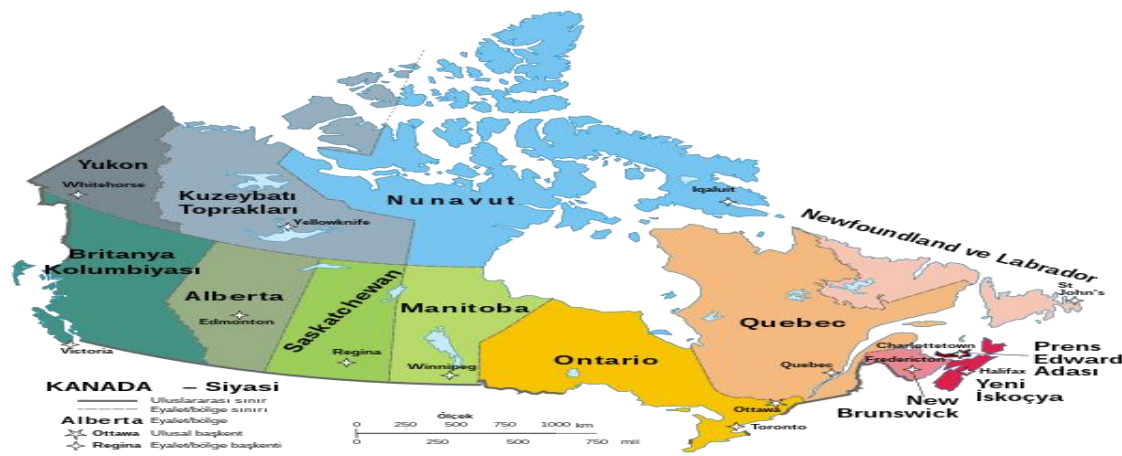 Yukon
Whitehorse
Kuzeybatı
Toprakları
Yellowknife
Nunavut
Iqaluit
Newfoundland ve Labrador
St
John's
Britanya
Kolumbiyası
Victoria
Alberta
Edmonton
Saskatchewan
Regina
Manitoba
Winnipeg
Ontario
Ottawa
Toronto
Quebec
Quebec
Charlottetown
Fredericton
Halifax
Prens
Edward
Adası
Yeni
İskoçya
New
Brunswick
KANADA – Siyasi
Uluslararası sınır
Eyalet/bölge sınırı
Alberta Eyalet/bölge
Ottawa Ulusal başkent
Regina Eyalet/bölge başkenti
Ölçek
0 250 500 750 1000 km
0 250 500 750 mil